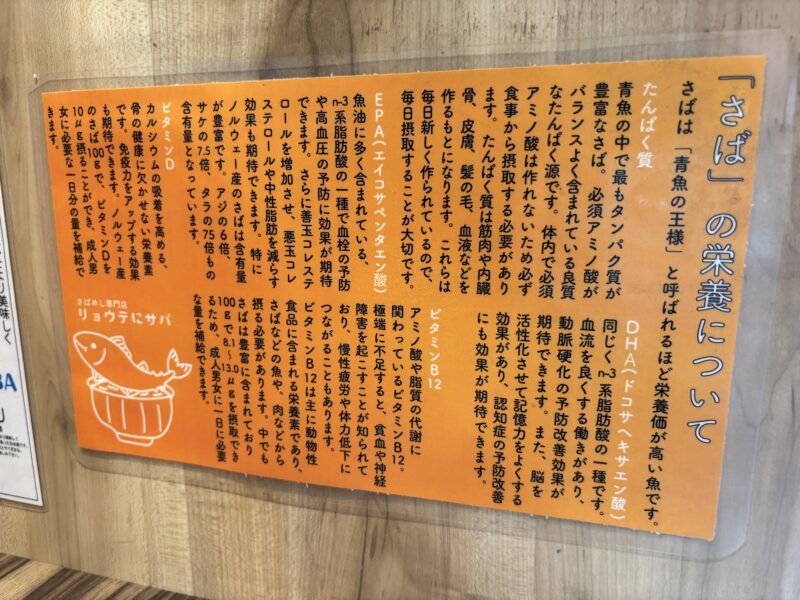 「さば」の栄養について
さばは「青魚の王様」と呼ばれるほど栄養価が高い魚です。
たんぱく質
青魚の中で最もタンパク質が
豊富なさば。必須アミノ酸が
バランスよく含まれている良質
なたんぱく源です。体内で必須
アミノ酸は作れないため必ず
食事から摂取する必要があり
ます。たんぱく質は筋肉や内臓
骨、皮膚、髪の毛、血液などを
作るもとになります。これらは
毎日新しく作られているので、
毎日摂取することが大切です。
DHA(ドコサヘキサエン酸)
同じくn-3系脂肪酸の一種です。
血流を良くする働きがあり、
動脈硬化の予防改善効果が
期待できます。また、脳を
活性化させて記憶力をよくする
効果があり、認知症の予防改善
にも効果が期待できます。
EPA(エイコサペンタエン酸)
魚油に多く含まれている、
n-3系脂肪酸の一種で血栓の予防
や高血圧の予防に効果が期待
できます。さらに善玉コレステ
ロールを増加させ、悪玉コレ
ステロールや中性脂肪を減らす
効果も期待できます。特に
ノルウェー産のさばは含有量
が豊富です。アジの6倍、
サケの7.5倍、タラの75倍もの
含有量となっています。
ビタミンB12
アミノ酸や脂質の代謝に
関わっているビタミンB12。
極端に不足すると、貧血や神経
障害を起こすことが知られて
おり、慢性疲労や体力低下に
つながることもあります。
ビタミンB12は主に動物性
食品に含まれる栄養素であり、
さばなどの魚や、肉などから
摂る必要があります。中でも
さばは豊富に含まれており
100gで8.1~13.0μgを摂取でき
るため、成人男女に一日に必要
な量を補給できます。
ビタミンD
カルシウムの吸着を高める、
骨の健康に欠かせない栄養素
です。免疫力をアップする効果
も期待できます。ノルウェー産
のさば100gで、ビタミンDを
10μg摂ることができ、成人男
女に必要な一日分の量を補給で
きます。
さばめし専門店
リョウテにサバ
美味しく
BA